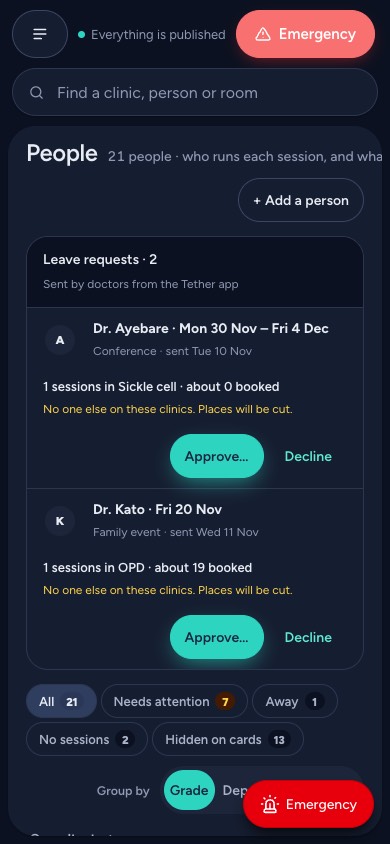 Everything is published
Emergency
Find a clinic, person or room
People 21 people · who runs each session, and wha
+ Add a person
Leave requests · 2
Sent by doctors from the Tether app
A
Dr. Ayebare · Mon 30 Nov – Fri 4 Dec
Conference · sent Tue 10 Nov
1 sessions in Sickle cell · about 0 booked
No one else on these clinics. Places will be cut.
Approve... Decline
K
Dr. Kato · Fri 20 Nov
Family event · sent Wed 11 Nov
1 sessions in OPD · about 19 booked
No one else on these clinics. Places will be cut.
Approve... Decline
All 21 Needs attention 7 Away 1
No sessions 2 Hidden on cards 13
Group by Grade Dep
Emergency